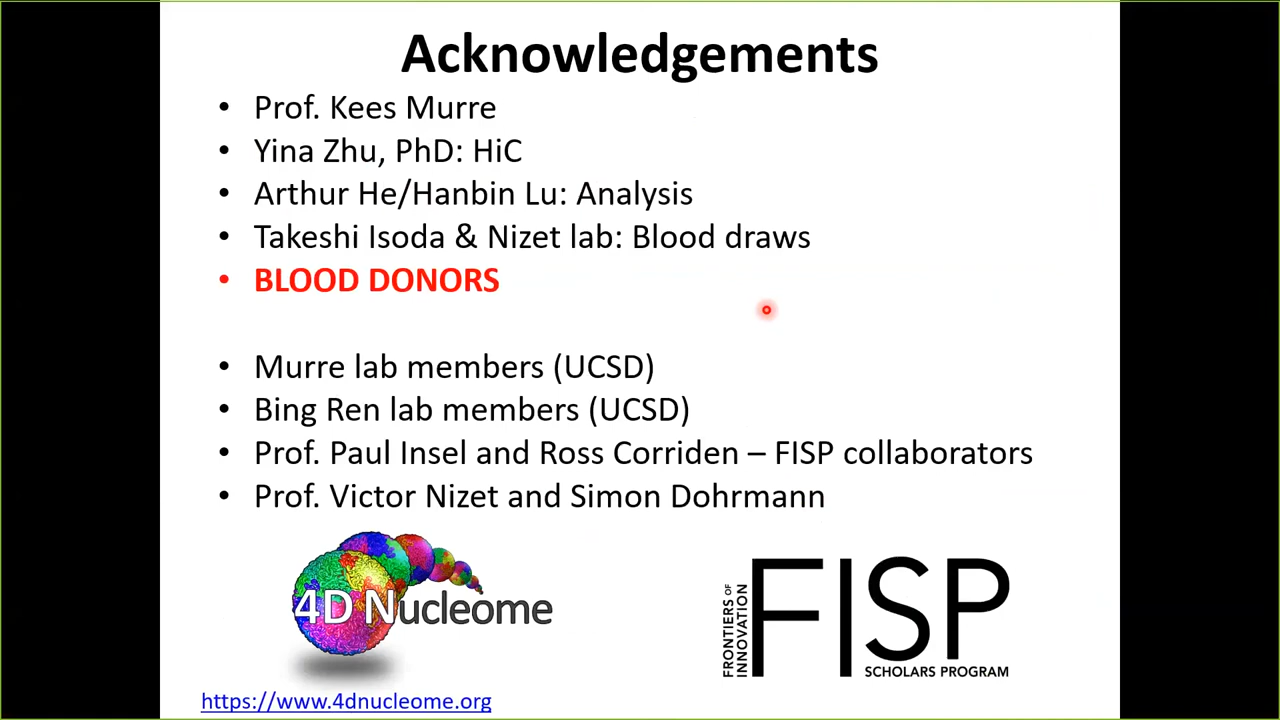 Acknowledgements
• Prof. Kees Murre
• Yina Zhu, PhD: HiC
• Arthur He/Hanbin Lu: Analysis
• Takeshi Isoda & Nizet lab: Blood draws
• BLOOD DONORS
• Murre lab members (UCSD)
• Bing Ren lab members (UCSD)
• Prof. Paul Insel and Ross Corriden – FISP collaborators
• Prof. Victor Nizet and Simon Dohrmann
4D Nucleome
FRONTIERS OF
INNOVATION
FISP
SCHOLARS PROGRAM
https://www.4dnucleome.org